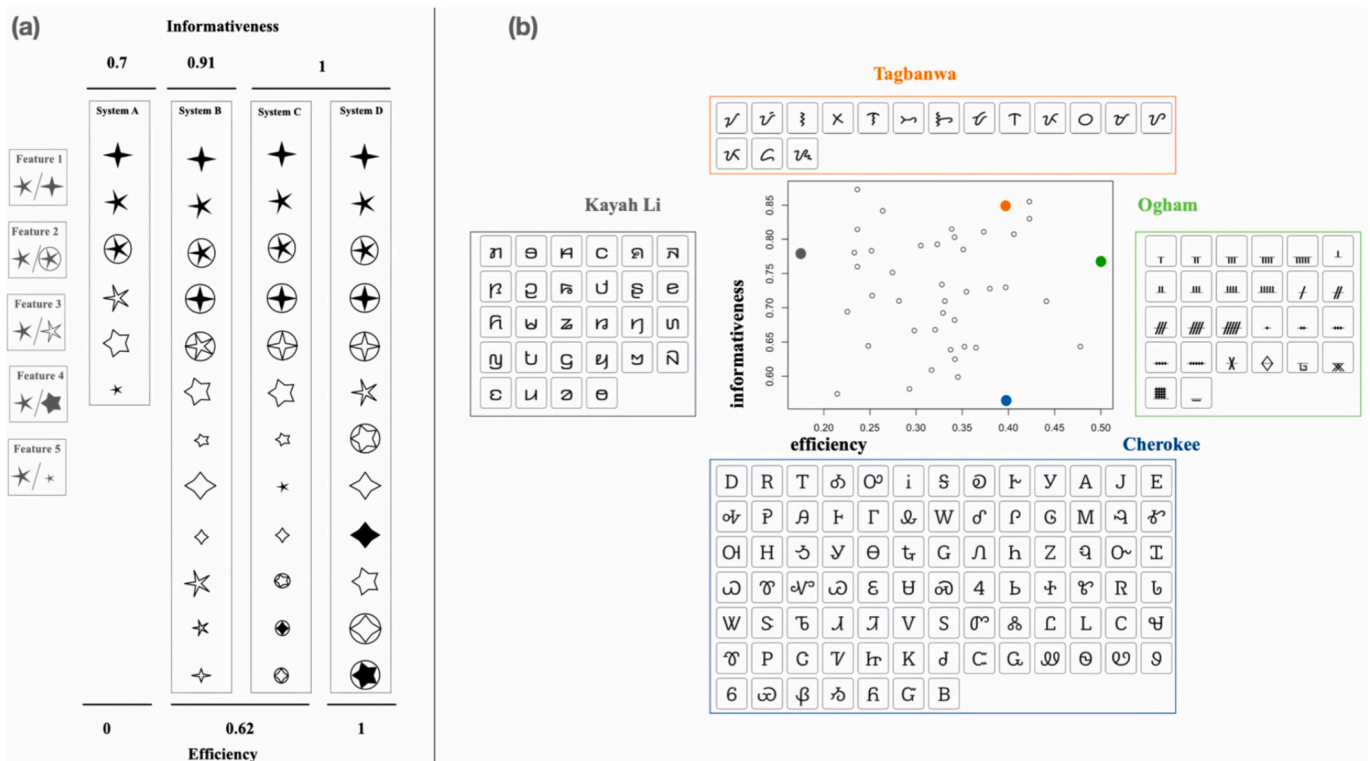 (a)
Informativeness
0.7 0.91 1
System A System B System C System D
Feature 1
Feature 2
Feature 3
Feature 4
Feature 5
0 0.62 1
Efficiency
(b)
Tagbanwa
ᝠ ᝡ ᝢ ᝣ ᝤ ᝥ ᝦ ᝧ ᝨ ᝩ ᝪ ᝫ ᝬ
ᝮ ᝯ ᝰ
Kayah Li
ꤊ ꤋ ꤌ ꤍ ꤎ ꤏ
ꤐ ꤑ ꤒ ꤓ ꤔ ꤕ
ꤖ ꤗ ꤘ ꤙ ꤚ ꤛ
ꤜ ꤝ ꤞ ꤟ ꤠ ꤡ
ꤢ ꤣ ꤤ ꤥ
informativeness
0.85
0.80
0.75
0.70
0.65
0.60
0.20 0.25 0.30 0.35 0.40 0.45 0.50
efficiency
Ogham
ᚁ ᚂ ᚃ ᚄ ᚅ ᚆ
ᚇ ᚈ ᚉ ᚊ ᚋ ᚌ
ᚍ ᚎ ᚏ ᚐ ᚑ ᚒ
ᚓ ᚔ ᚕ ᚖ ᚗ ᚘ
ᚙ ᚚ
Cherokee
Ꭰ Ꭱ Ꭲ Ꭳ Ꭴ Ꭵ Ꭶ Ꭷ Ꭸ Ꭹ Ꭺ Ꭻ Ꭼ
Ꭽ Ꭾ Ꭿ Ꮀ Ꮁ Ꮂ Ꮃ Ꮄ Ꮅ Ꮆ Ꮇ Ꮈ Ꮉ
Ꮊ Ꮋ Ꮌ Ꮍ Ꮎ Ꮏ Ꮐ Ꮑ Ꮒ Ꮓ Ꮔ Ꮕ Ꮖ
Ꮗ Ꮘ Ꮙ Ꮚ Ꮛ Ꮜ Ꮝ Ꮞ Ꮟ Ꮠ Ꮡ Ꮢ Ꮣ
Ꮤ Ꮥ Ꮦ Ꮧ Ꮨ Ꮩ Ꮪ Ꮫ Ꮬ Ꮭ Ꮮ Ꮯ Ꮰ
Ꮱ Ꮲ Ꮳ Ꮴ Ꮵ Ꮶ Ꮷ Ꮸ Ꮹ Ꮺ Ꮻ Ꮼ Ꮽ
Ꮾ Ꮿ Ᏸ Ᏹ Ᏺ Ᏻ Ᏼ